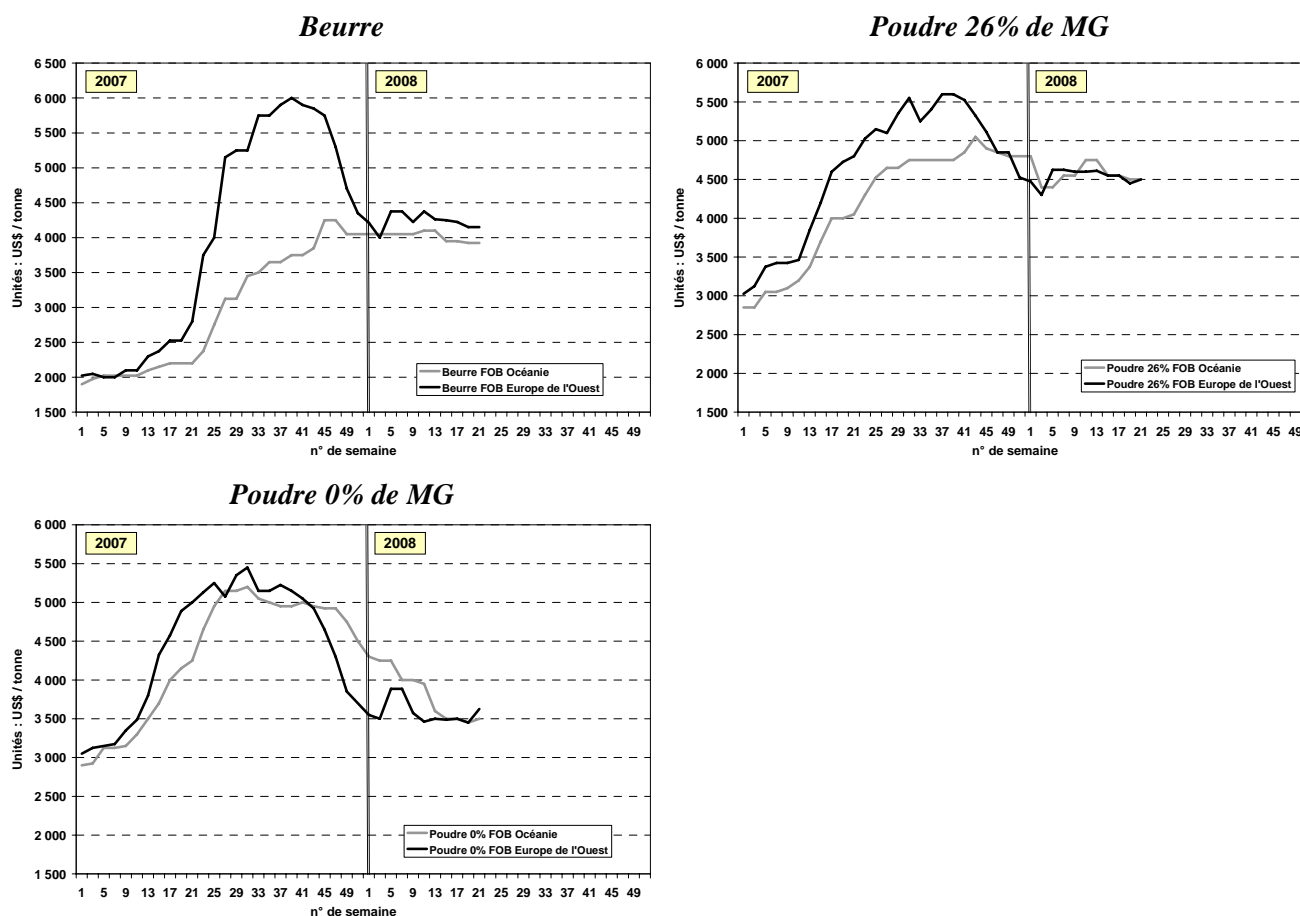 Beurre
6 500
6 000
5 500
5 000
4 500
4 000
3 500
3 000
2 500
2 000
1 500
Unités : US$ / tonne
2007
2008
Beurre FOB Océanie
Beurre FOB Europe de l'Ouest
1 5 9 13 17 21 25 29 33 37 41 45 49 1 5 9 13 17 21 25 29 33 37 41 45 49
n° de semaine
Poudre 26% de MG
6 000
5 500
5 000
4 500
4 000
3 500
3 000
2 500
2 000
1 500
Unités : US$ / tonne
2007
2008
Poudre 26% FOB Océanie
Poudre 26% FOB Europe de l'Ouest
1 5 9 13 17 21 25 29 33 37 41 45 49 1 5 9 13 17 21 25 29 33 37 41 45 49
n° de semaine
Poudre 0% de MG
6 000
5 500
5 000
4 500
4 000
3 500
3 000
2 500
2 000
1 500
Unités : US$ / tonne
2007
2008
Poudre 0% FOB Océanie
Poudre 0% FOB Europe de l'Ouest
1 5 9 13 17 21 25 29 33 37 41 45 49 1 5 9 13 17 21 25 29 33 37 41 45 49
n° de semaine